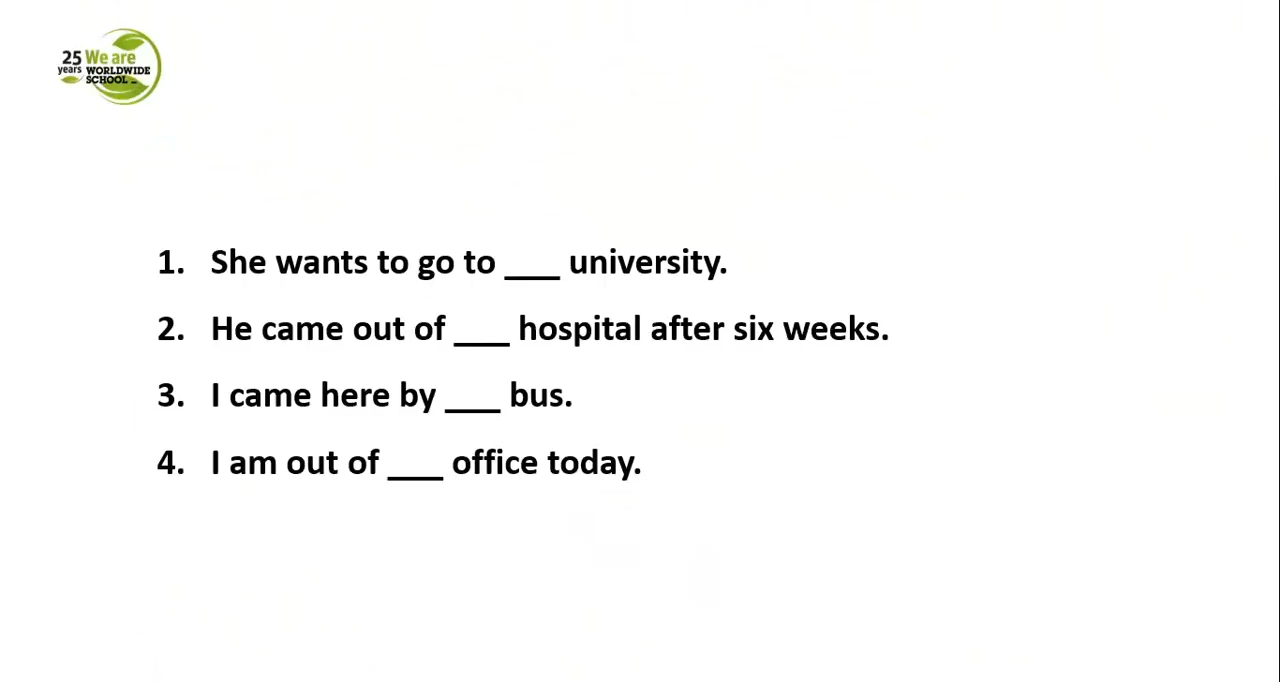 25 We are
years WORLDWIDE
SCHOOL
1. She wants to go to ___ university.
2. He came out of ___ hospital after six weeks.
3. I came here by ___ bus.
4. I am out of ___ office today.